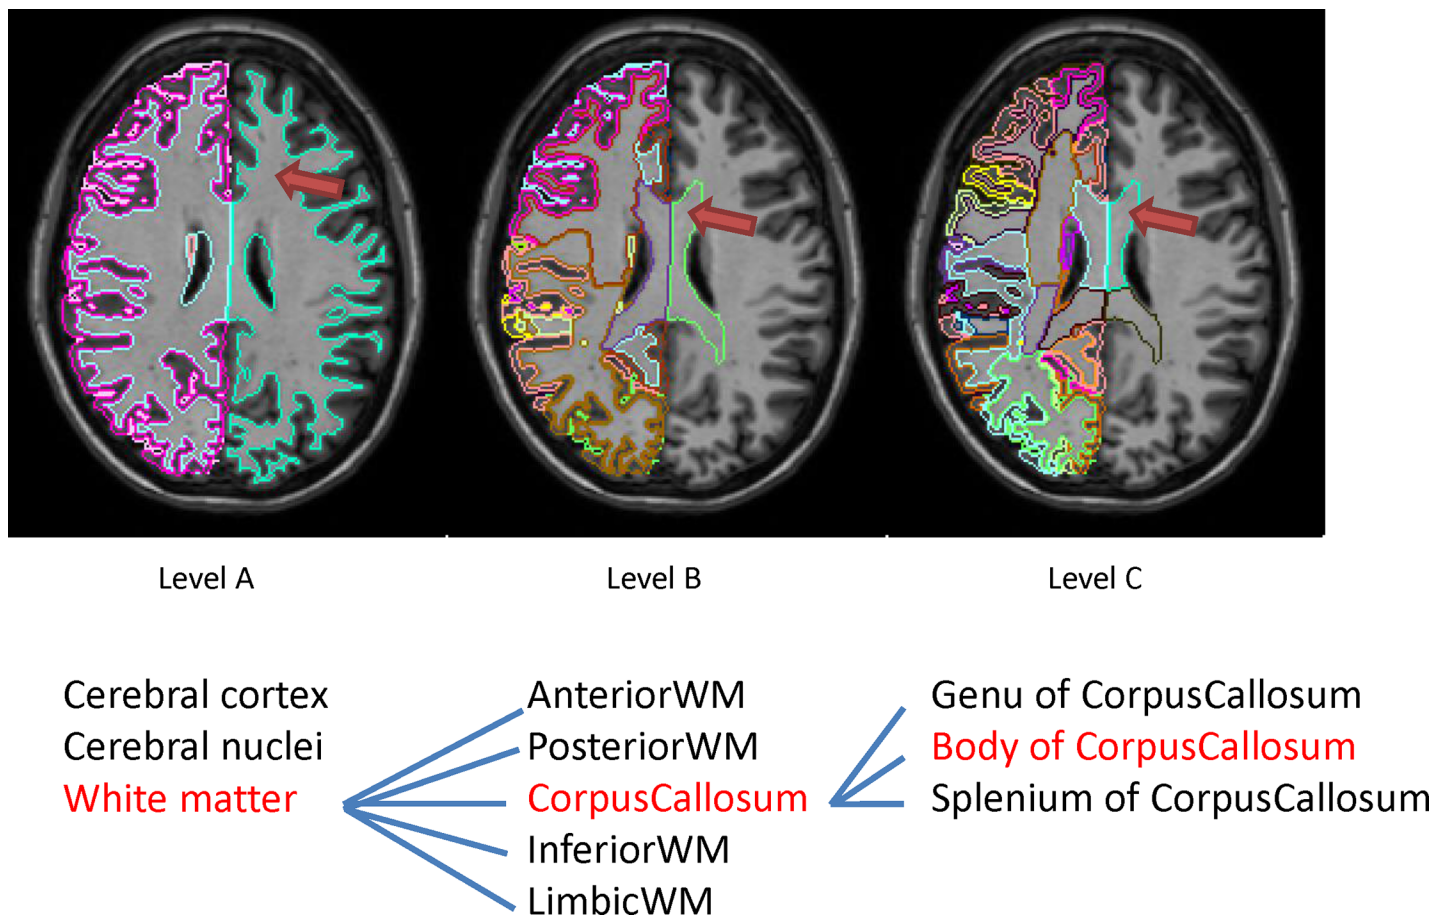 Level A
Level B
Level C
Cerebral cortex
Cerebral nuclei
White matter
AnteriorWM
PosteriorWM
CorpusCallosum
InferiorWM
LimbicWM
Genu of CorpusCallosum
Body of CorpusCallosum
Splenium of CorpusCallosum